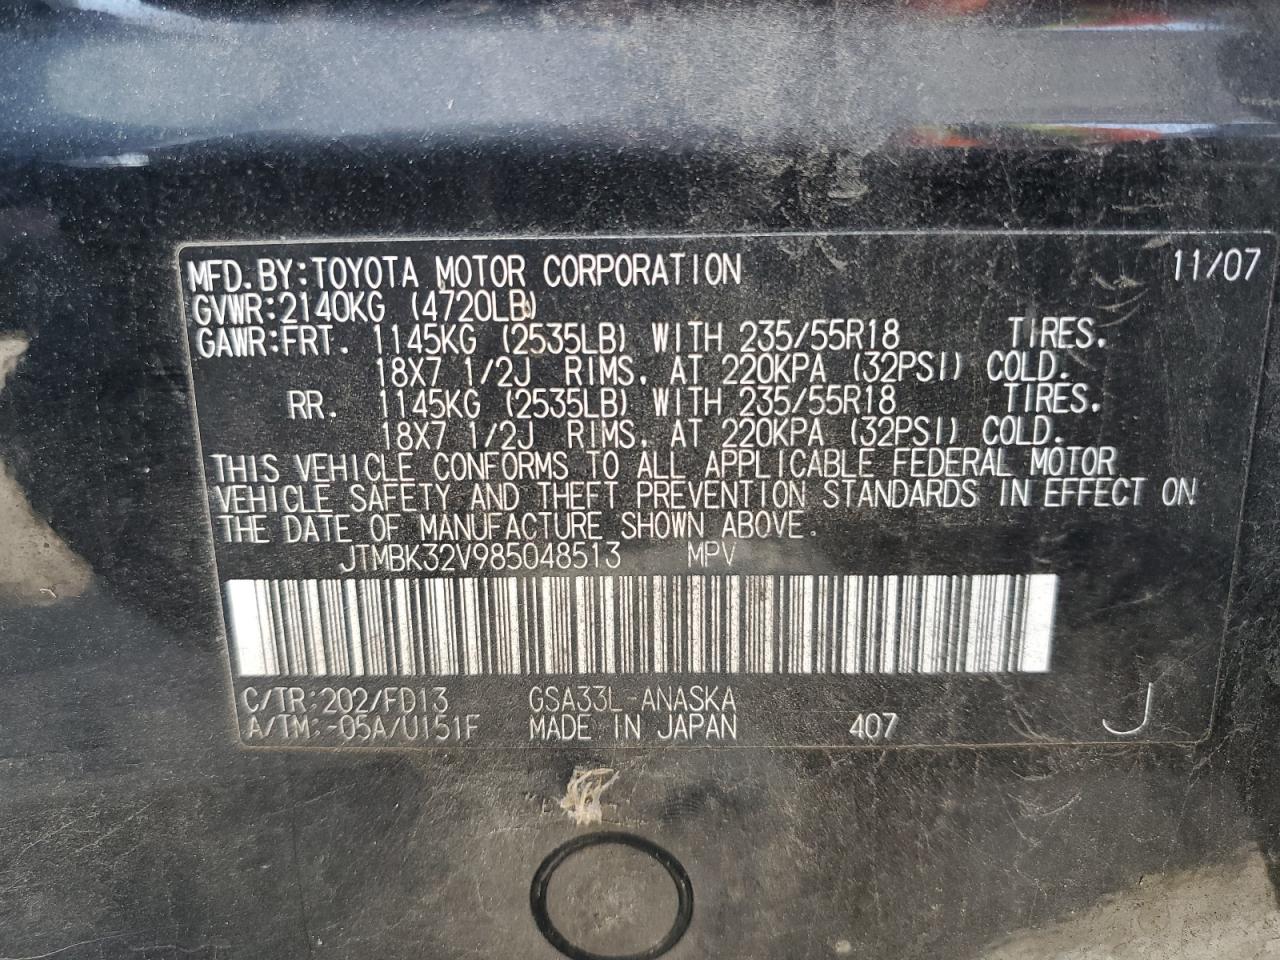 MFD.BY:TOYOTA MOTOR CORPORATION 11/07
GVWR:2140KG (4720LB)
GAWR:FRT. 1145KG (2535LB) WITH 235/55R18 TIRES.
18X7 1/2J RIMS, AT 220KPA (32PSI) COLD.
RR. 1145KG (2535LB) WITH 235/55R18 TIRES.
18X7 1/2J RIMS, AT 220KPA (32PSI) COLD.
THIS VEHICLE CONFORMS TO ALL APPLICABLE FEDERAL MOTOR
VEHICLE SAFETY AND THEFT PREVENTION STANDARDS IN EFFECT ON
THE DATE OF MANUFACTURE SHOWN ABOVE.
JTMBK32V985048513 MPV
C/TR:202/FD13 GSA33L-ANASKA
A/TM:-05A/U151F MADE IN JAPAN 407 J